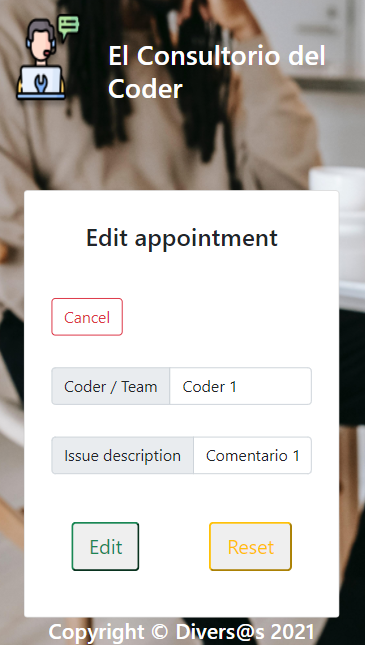 El Consultorio del
Coder
Edit appointment
Cancel
Coder / Team Coder 1
Issue description Comentario 1
Edit Reset
Copyright © Divers@s 2021